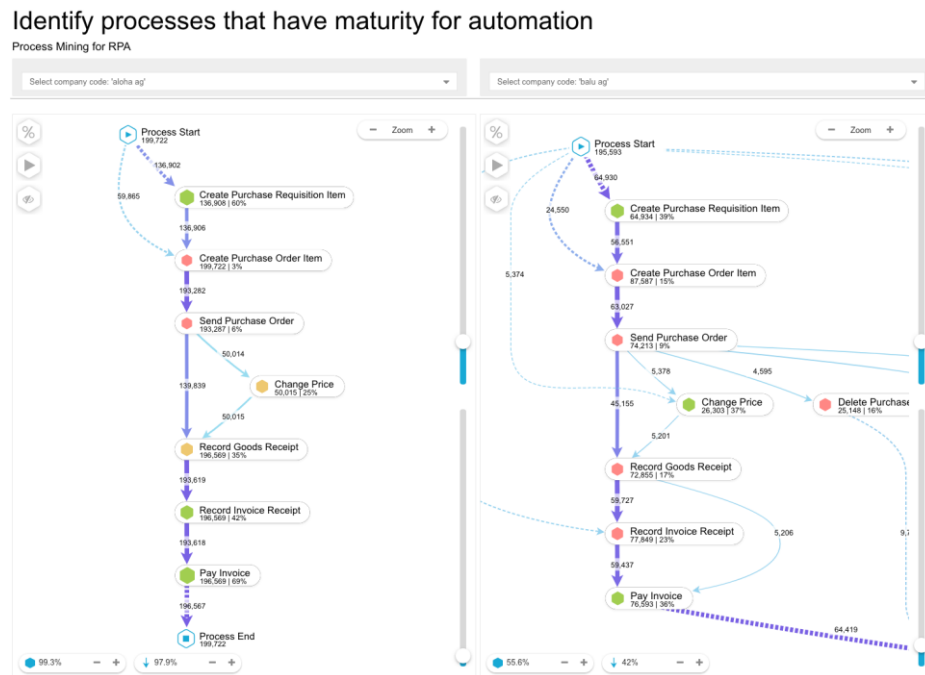 Identify processes that have maturity for automation
Process Mining for RPA
Select company code: 'aloha ag'
Select company code: 'balu ag'
%
Process Start
199,722
− Zoom +
136,902
59,865
Create Purchase Requisition Item
136,908 | 60%
136,906
Create Purchase Order Item
199,722 | 3%
193,282
Send Purchase Order
193,287 | 6%
50,014
139,839
Change Price
50,015 | 25%
50,015
Record Goods Receipt
196,569 | 35%
193,619
Record Invoice Receipt
196,569 | 42%
193,618
Pay Invoice
196,569 | 69%
196,567
Process End
199,722
99.3% − +
97.9% − +
%
Process Start
195,593
− Zoom +
64,930
24,550
5,374
Create Purchase Requisition Item
64,934 | 39%
56,551
Create Purchase Order Item
87,587 | 15%
63,027
Send Purchase Order
74,213 | 9%
5,378
4,595
45,155
Change Price
26,303 | 37%
Delete Purchase
25,148 | 16%
5,201
Record Goods Receipt
72,855 | 17%
59,727
Record Invoice Receipt
77,849 | 23%
5,206
59,437
Pay Invoice
76,593 | 36%
64,419
55.6% − +
42% − +